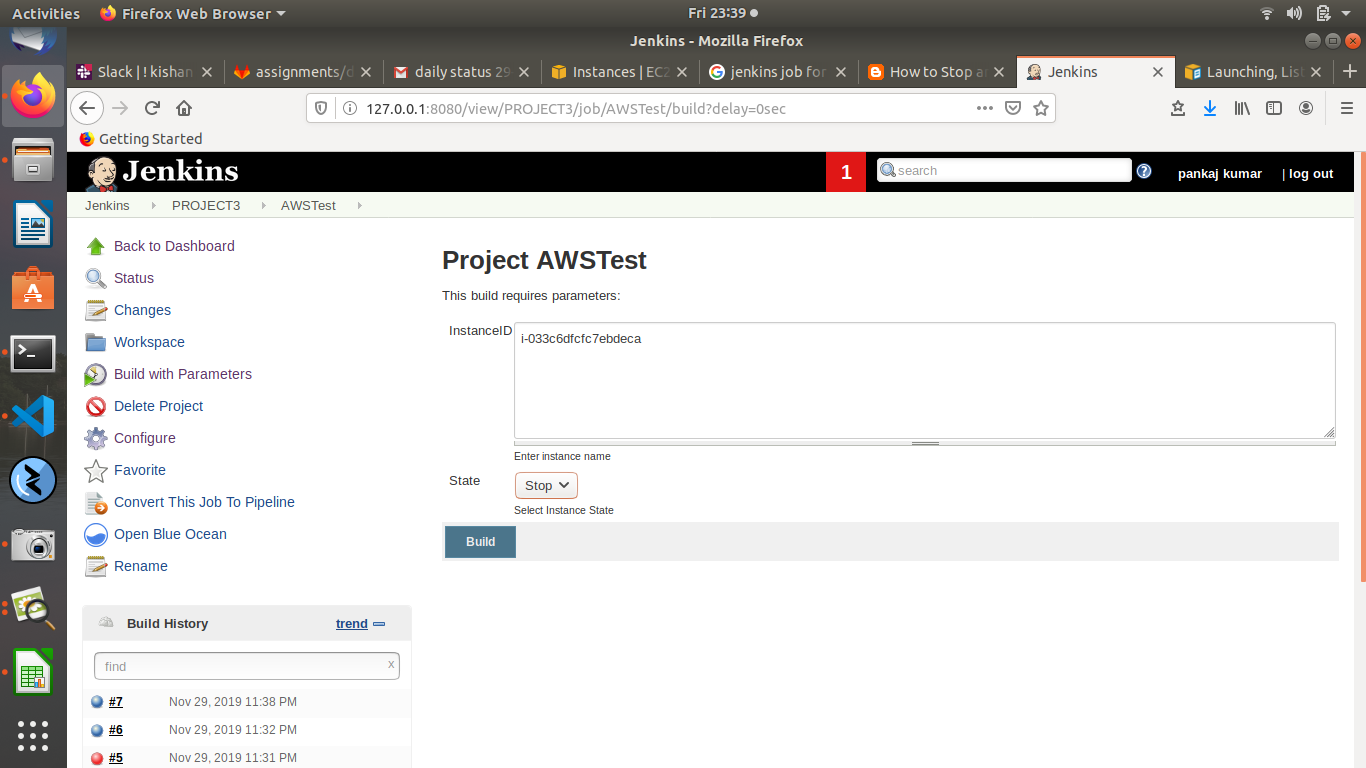 Activities Firefox Web Browser Fri 23:39
Jenkins - Mozilla Firefox
Slack | ! kishan assignments/d daily status 29- Instances | EC2 jenkins job for How to Stop an Jenkins Launching, List
127.0.0.1:8080/view/PROJECT3/job/AWSTest/build?delay=0sec
Getting Started
Jenkins 1 search pankaj kumar | log out
Jenkins PROJECT3 AWSTest
Back to Dashboard
Status
Changes
Workspace
Build with Parameters
Delete Project
Configure
Favorite
Convert This Job To Pipeline
Open Blue Ocean
Rename
Build History trend
find x
#7 Nov 29, 2019 11:38 PM
#6 Nov 29, 2019 11:32 PM
#5 Nov 29, 2019 11:31 PM
Project AWSTest
This build requires parameters:
InstanceID i-033c6dfcfc7ebdeca
Enter instance name
State Stop
Select Instance State
Build